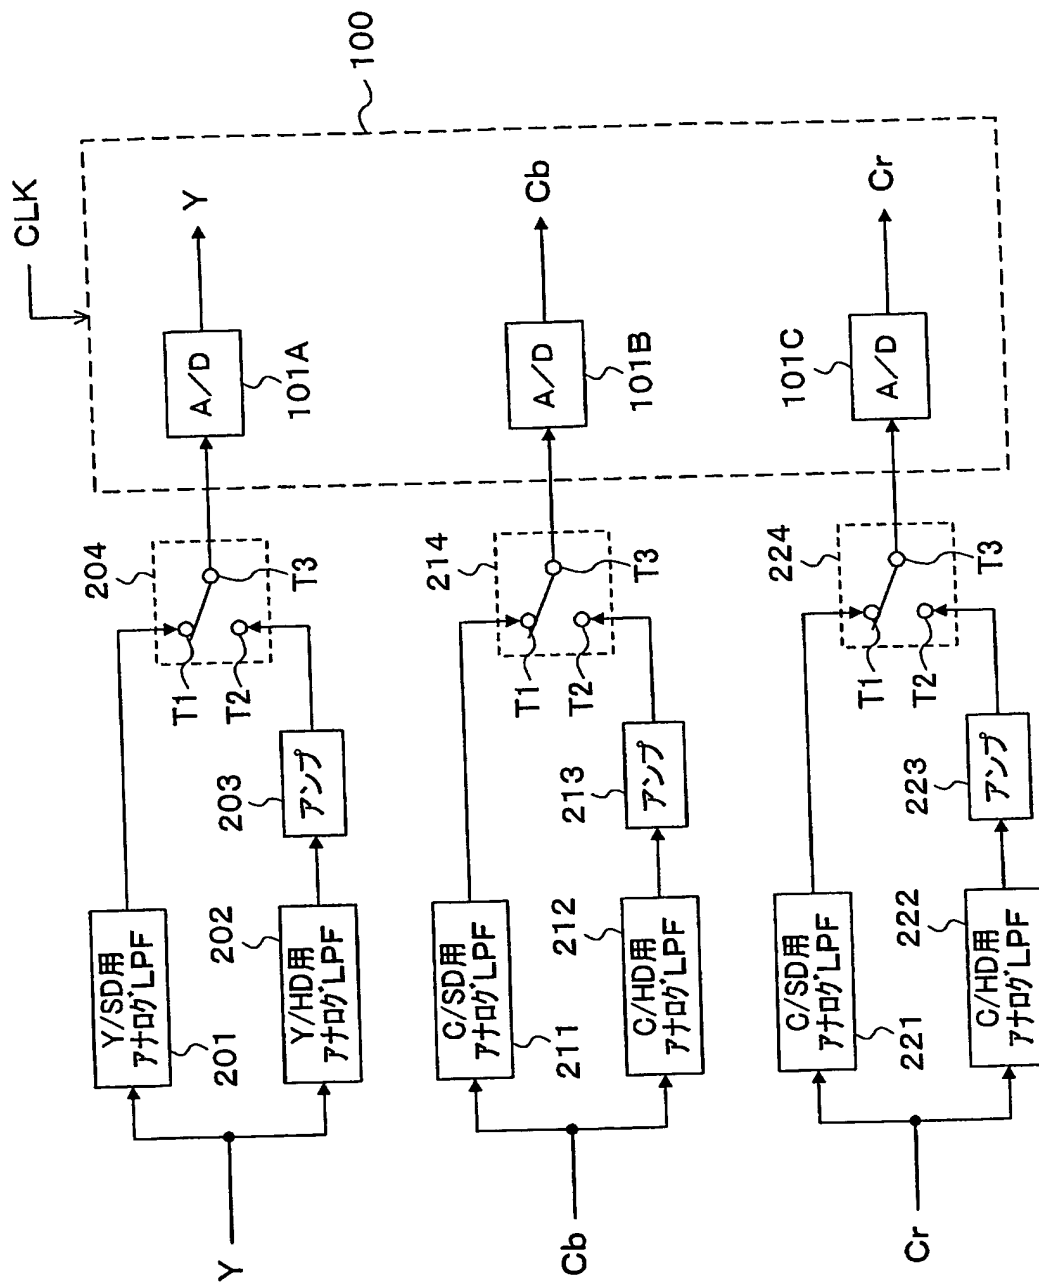 CLK
100
Y
Y/SD用
アナログLPF
201
Y/HD用
アナログLPF
202
203
アンプ
204
T1
T2
T3
A/D
101A
Y
Cb
C/SD用
アナログLPF
211
C/HD用
アナログLPF
212
213
アンプ
214
T1
T2
T3
A/D
101B
Cb
Cr
C/SD用
アナログLPF
221
C/HD用
アナログLPF
222
223
アンプ
224
T1
T2
T3
A/D
101C
Cr